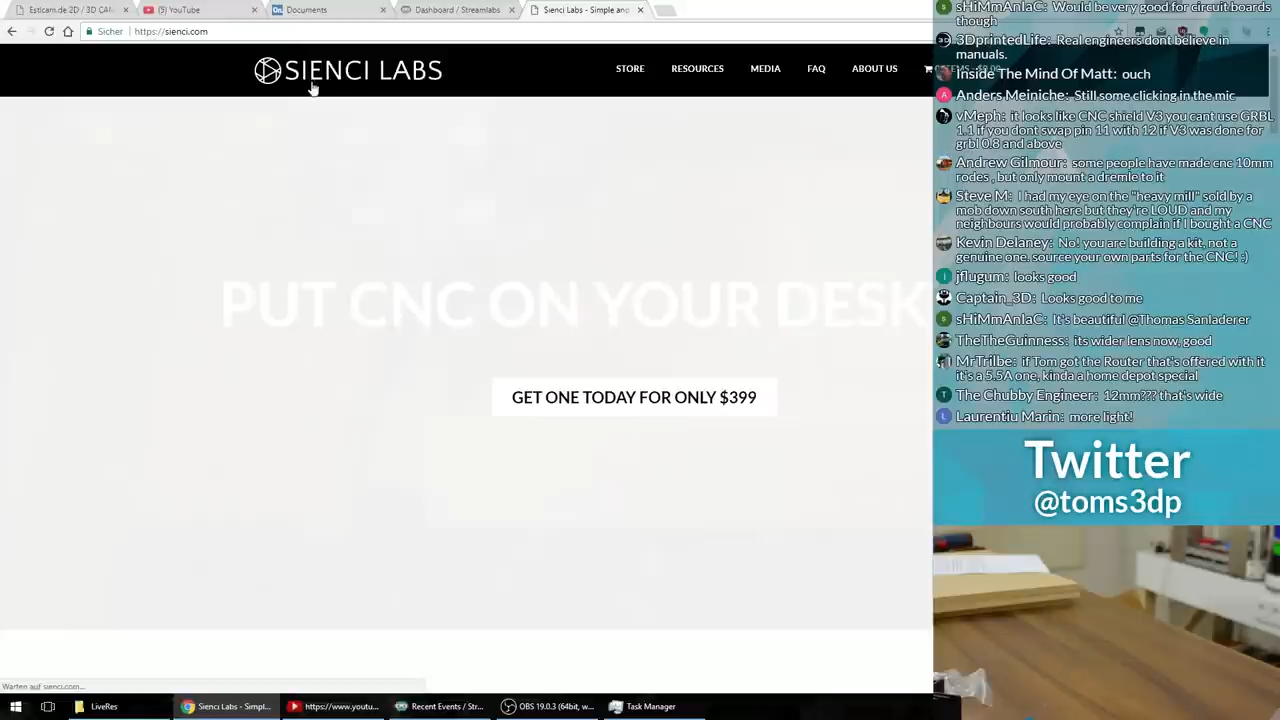 Estlcam.de 2D / 3D CAM
(5) YouTube
On
Documents
Dashboard / Streamlabs
Sienci Labs - Simple and
Sicher
https://sienci.com
SIENCI LABS
STORE
RESOURCES
MEDIA
FAQ
ABOUT US
PUT CNC ON YOUR DESK
GET ONE TODAY FOR ONLY $399
Warten auf sienci.com...
sHiMmAnIaC: Would be very good for circuit boards
though
3DprintedLife: Real engineers dont believe in
manuals.
Inside The Mind Of Matt: ouch
Anders Meiniche: Still some clicking in the mic
vMeph: it looks like CNC shield V3 you cant use GRBL
1.1 if you dont swap pin 11 with 12 if V3 was done for
grbl 0.8 and above
Andrew Gilmour: some people have made cnc 10mm
rodes , but only mount a dremle to it
Steve M: I had my eye on the "heavy mill" sold by a
mob down south here but they're LOUD and my
neighbours would probably complain if I bought a CNC
Kevin Delaney: No! you are building a kit, not a
genuine one. source your own parts for the CNC! :)
jflugum: looks good
Captain_3D: Looks good to me
sHiMmAnIaC: It's beautiful @Thomas Sanladerer
TheTheGuinness: its wider lens now, good
MrTrilbe: if Tom got the Router that's offered with it
it's a 5.5A one, kinda a home depot special
The Chubby Engineer: 12mm??? that's wide
Laurentiu Marin: more light!
Twitter
@toms3dp
LiveRes
Sienci Labs - Simpl...
https://www.youtu...
Recent Events / Str...
OBS 19.0.3 (64bit, w...
Task Manager